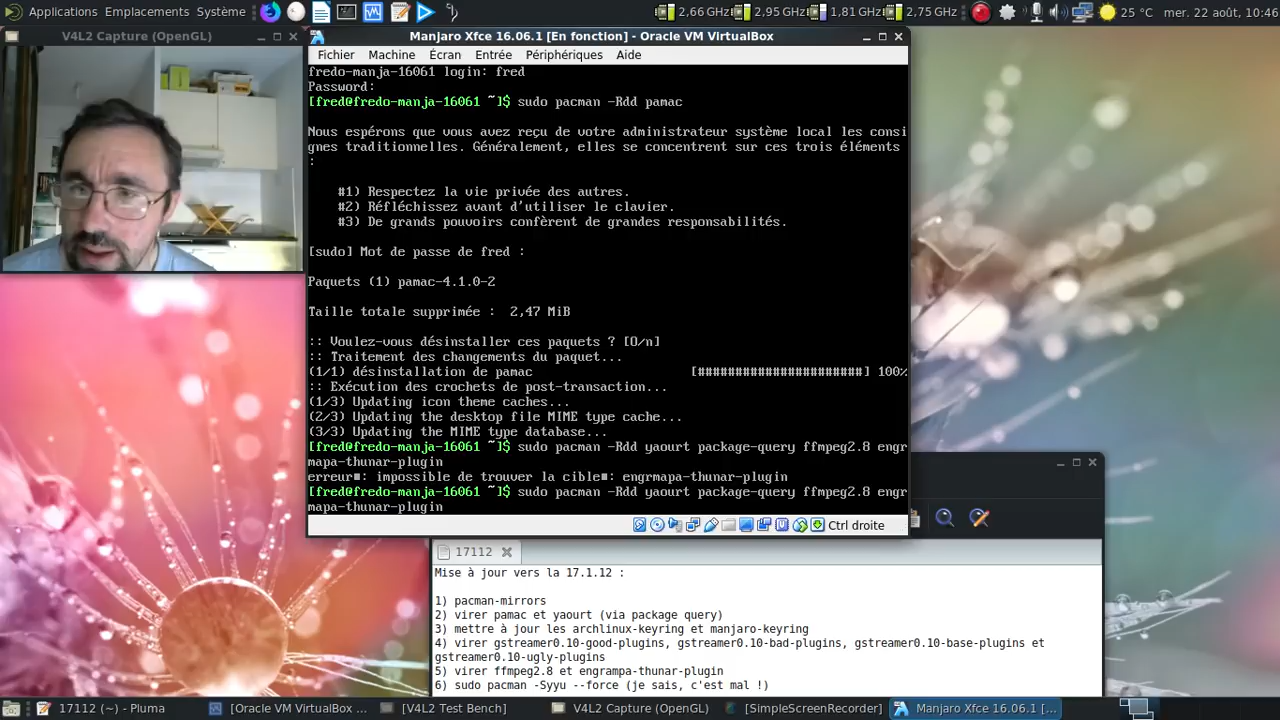 Applications Emplacements Système
2,66 GHz 2,95 GHz 1,81 GHz 2,75 GHz
25 °C mer. 22 août, 10:46
V4L2 Capture (OpenGL)
Manjaro Xfce 16.06.1 [En fonction] - Oracle VM VirtualBox
Fichier Machine Écran Entrée Périphériques Aide
fredo-manja-16061 login: fred
Password:
[fred@fredo-manja-16061 ~]$ sudo pacman -Rdd pamac
Nous espérons que vous avez reçu de votre administrateur système local les consi
gnes traditionnelles. Généralement, elles se concentrent sur ces trois éléments
:
#1) Respectez la vie privée des autres.
#2) Réfléchissez avant d'utiliser le clavier.
#3) De grands pouvoirs confèrent de grandes responsabilités.
[sudo] Mot de passe de fred :
Paquets (1) pamac-4.1.0-2
Taille totale supprimée : 2,47 MiB
:: Voulez-vous désinstaller ces paquets ? [O/n]
:: Traitement des changements du paquet...
(1/1) désinstallation de pamac [######################] 100%
:: Exécution des crochets de post-transaction...
(1/3) Updating icon theme caches...
(2/3) Updating the desktop file MIME type cache...
(3/3) Updating the MIME type database...
[fred@fredo-manja-16061 ~]$ sudo pacman -Rdd yaourt package-query ffmpeg2.8 engr
mapa-thunar-plugin
erreur■: impossible de trouver la cible■: engrmapa-thunar-plugin
[fred@fredo-manja-16061 ~]$ sudo pacman -Rdd yaourt package-query ffmpeg2.8 engr
mapa-thunar-plugin
Ctrl droite
17112
Mise à jour vers la 17.1.12 :
1) pacman-mirrors
2) virer pamac et yaourt (via package query)
3) mettre à jour les archlinux-keyring et manjaro-keyring
4) virer gstreamer0.10-good-plugins, gstreamer0.10-bad-plugins, gstreamer0.10-base-plugins et
gstreamer0.10-ugly-plugins
5) virer ffmpeg2.8 et engrampa-thunar-plugin
6) sudo pacman -Syyu --force (je sais, c'est mal !)
17112 (~) - Pluma
[Oracle VM VirtualBox ...
[V4L2 Test Bench]
V4L2 Capture (OpenGL)
[SimpleScreenRecorder]
Manjaro Xfce 16.06.1 [...